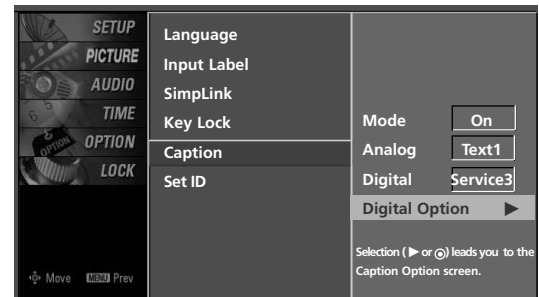 SETUP
PICTURE
AUDIO
TIME
OPTION
LOCK
Move MENU Prev
Language
Input Label
SimpLink
Key Lock
Caption
Set ID
Mode On
Analog Text1
Digital Service3
Digital Option ▶
Selection ( ▶ or ◉) leads you to the
Caption Option screen.